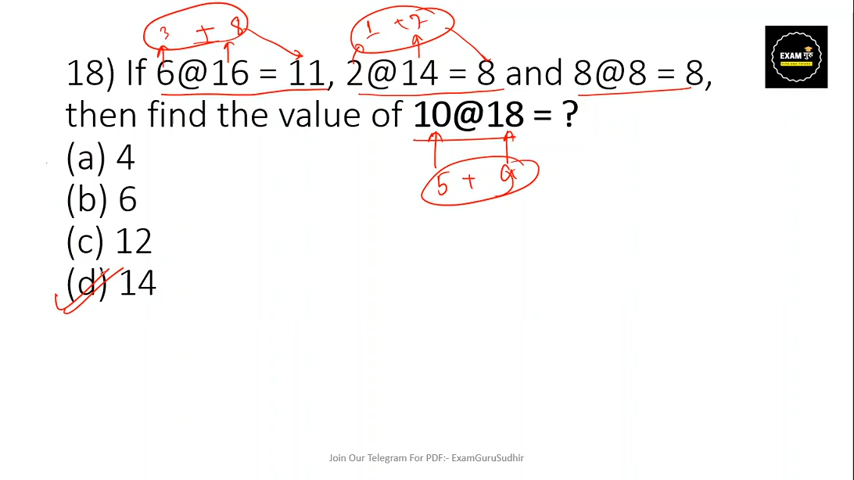 3 + 8
1 + 7
EXAM गुरु
18) If 6@16 = 11, 2@14 = 8 and 8@8 = 8,
then find the value of 10@18 = ?
5 + 9
(a) 4
(b) 6
(c) 12
(d) 14
Join Our Telegram For PDF:- ExamGuruSudhir